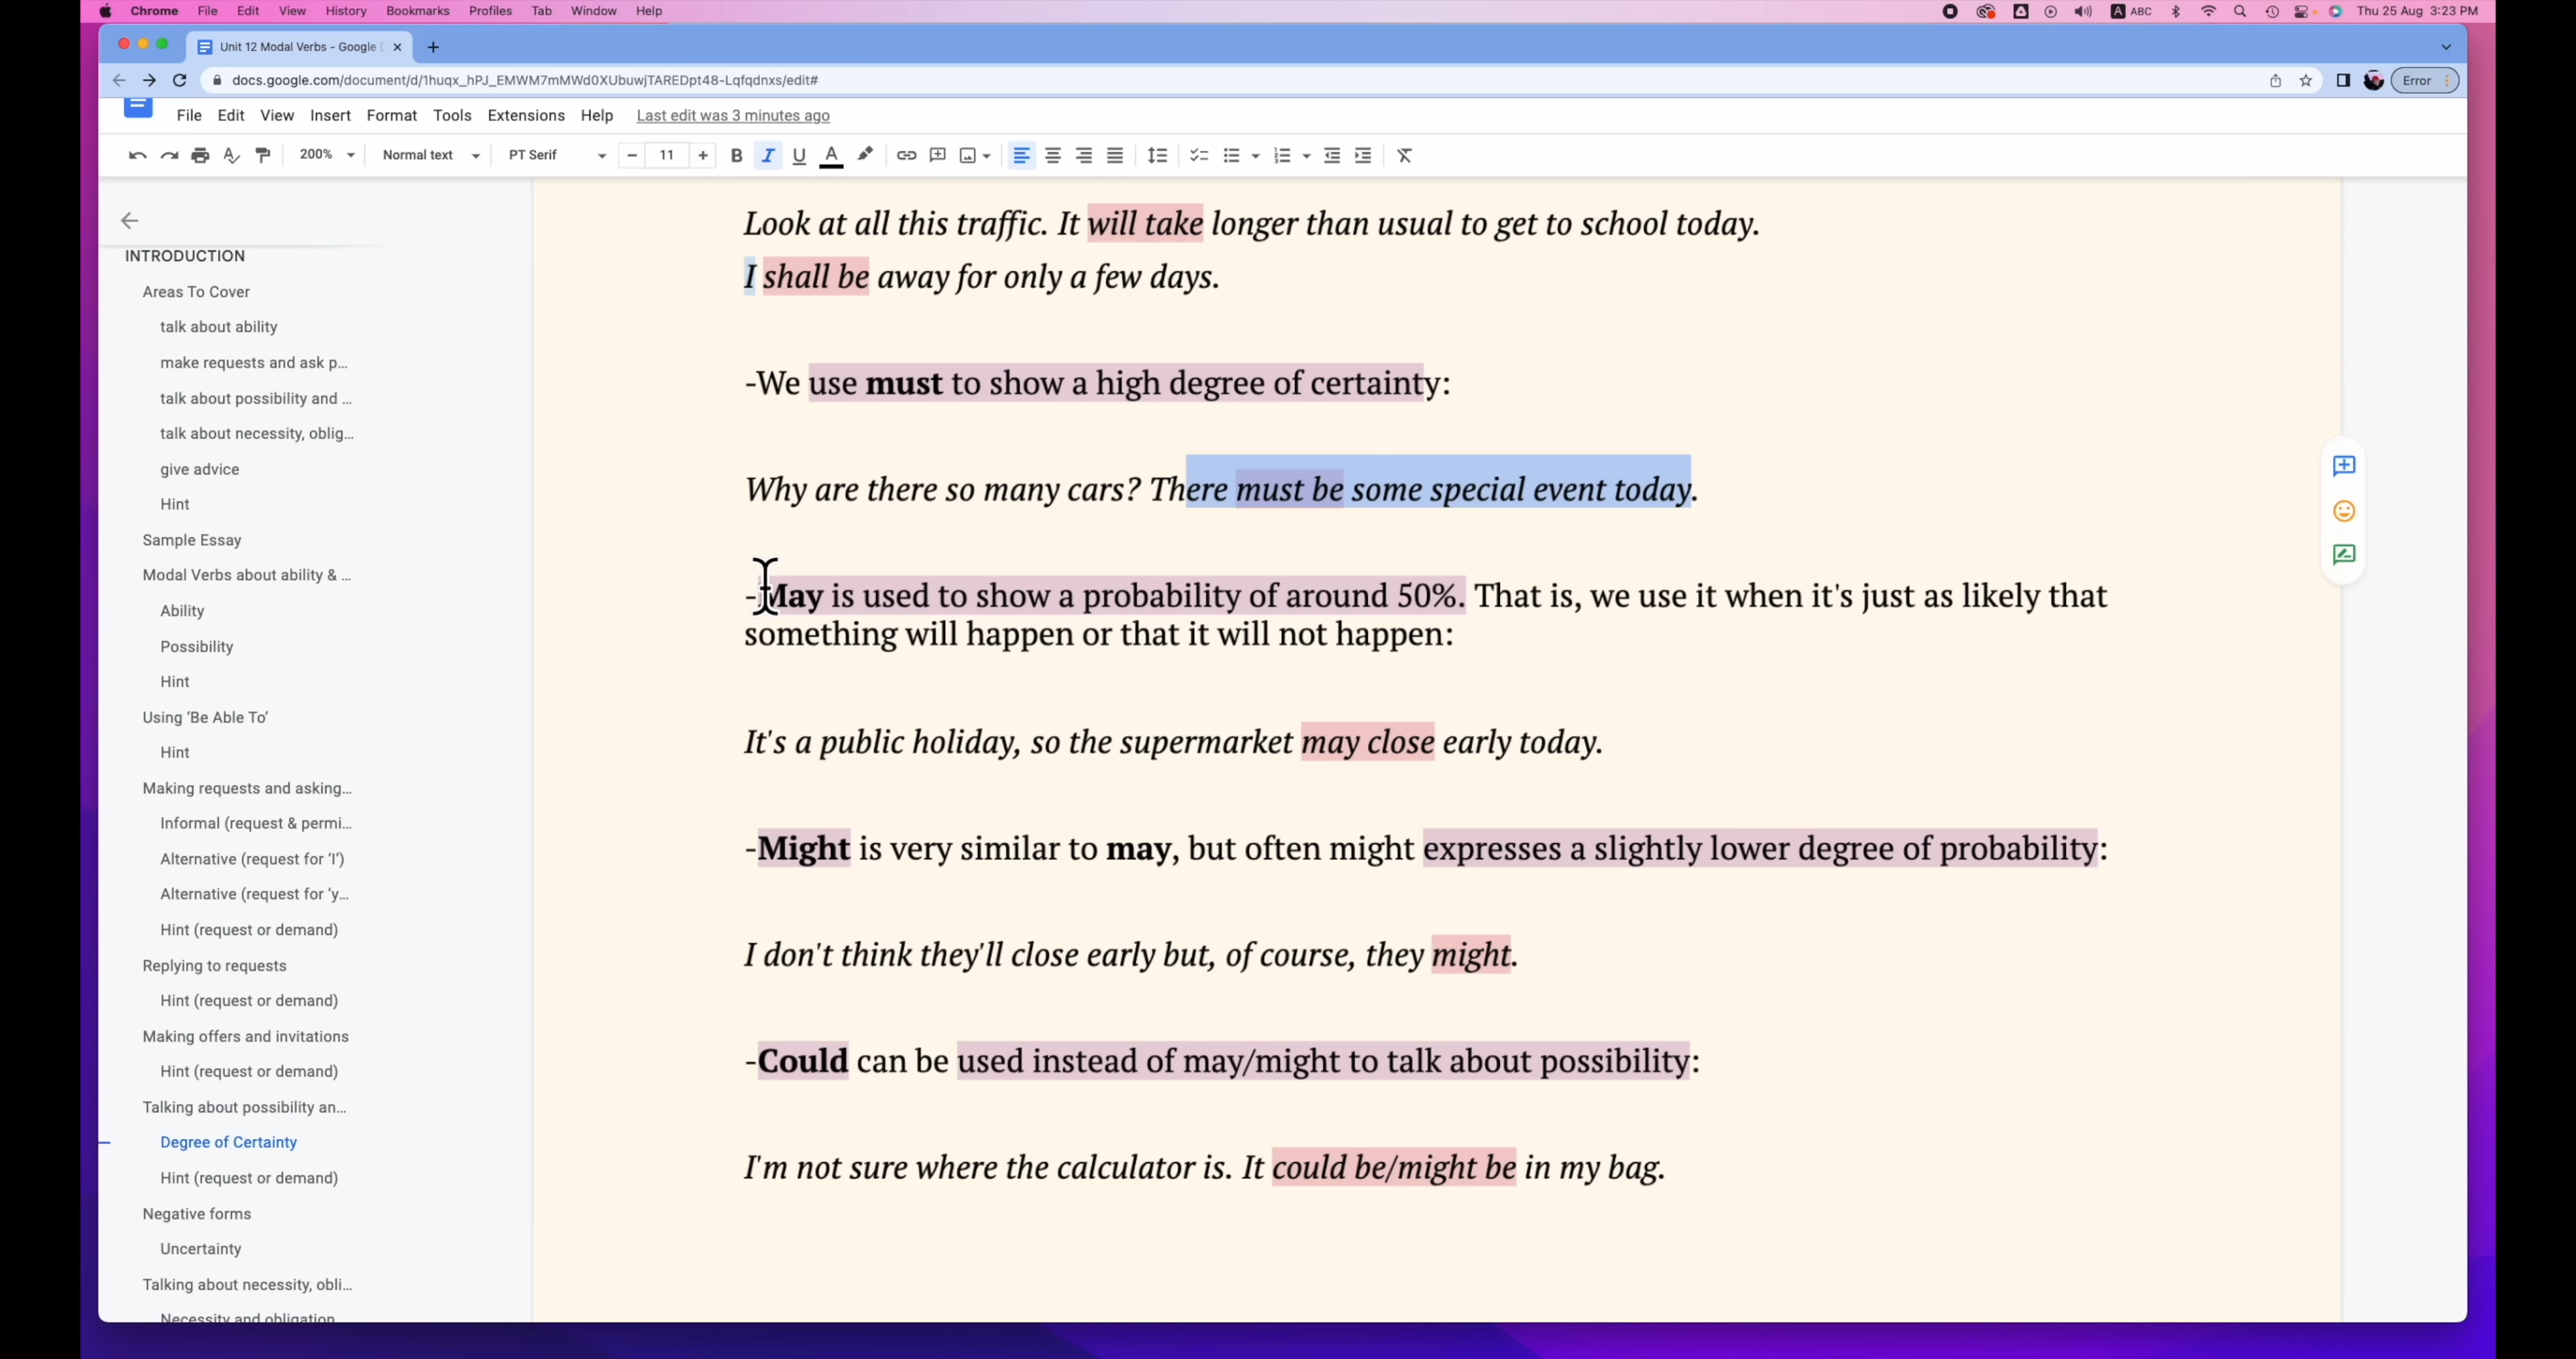 Chrome File Edit View History Bookmarks Profiles Tab Window Help A ABC Thu 25 Aug 3:23 PM
Unit 12 Modal Verbs - Google
docs.google.com/document/d/1huqx_hPJ_EMWM7mMWd0XUbuwjTAREDpt48-Lqfqdnxs/edit# Error
File Edit View Insert Format Tools Extensions Help Last edit was 3 minutes ago
200% Normal text PT Serif 11 B I U A
INTRODUCTION
Areas To Cover
talk about ability
make requests and ask p...
talk about possibility and ...
talk about necessity, oblig...
give advice
Hint
Sample Essay
Modal Verbs about ability & ...
Ability
Possibility
Hint
Using ‘Be Able To’
Hint
Making requests and asking...
Informal (request & permi...
Alternative (request for ‘I’)
Alternative (request for ‘y...
Hint (request or demand)
Replying to requests
Hint (request or demand)
Making offers and invitations
Hint (request or demand)
Talking about possibility an...
Degree of Certainty
Hint (request or demand)
Negative forms
Uncertainty
Talking about necessity, obli...
Necessity and obligation
Look at all this traffic. It will take longer than usual to get to school today.
I shall be away for only a few days.
-We use must to show a high degree of certainty:
Why are there so many cars? There must be some special event today.
-May is used to show a probability of around 50%. That is, we use it when it's just as likely that
something will happen or that it will not happen:
It's a public holiday, so the supermarket may close early today.
-Might is very similar to may, but often might expresses a slightly lower degree of probability:
I don't think they'll close early but, of course, they might.
-Could can be used instead of may/might to talk about possibility:
I'm not sure where the calculator is. It could be/might be in my bag.